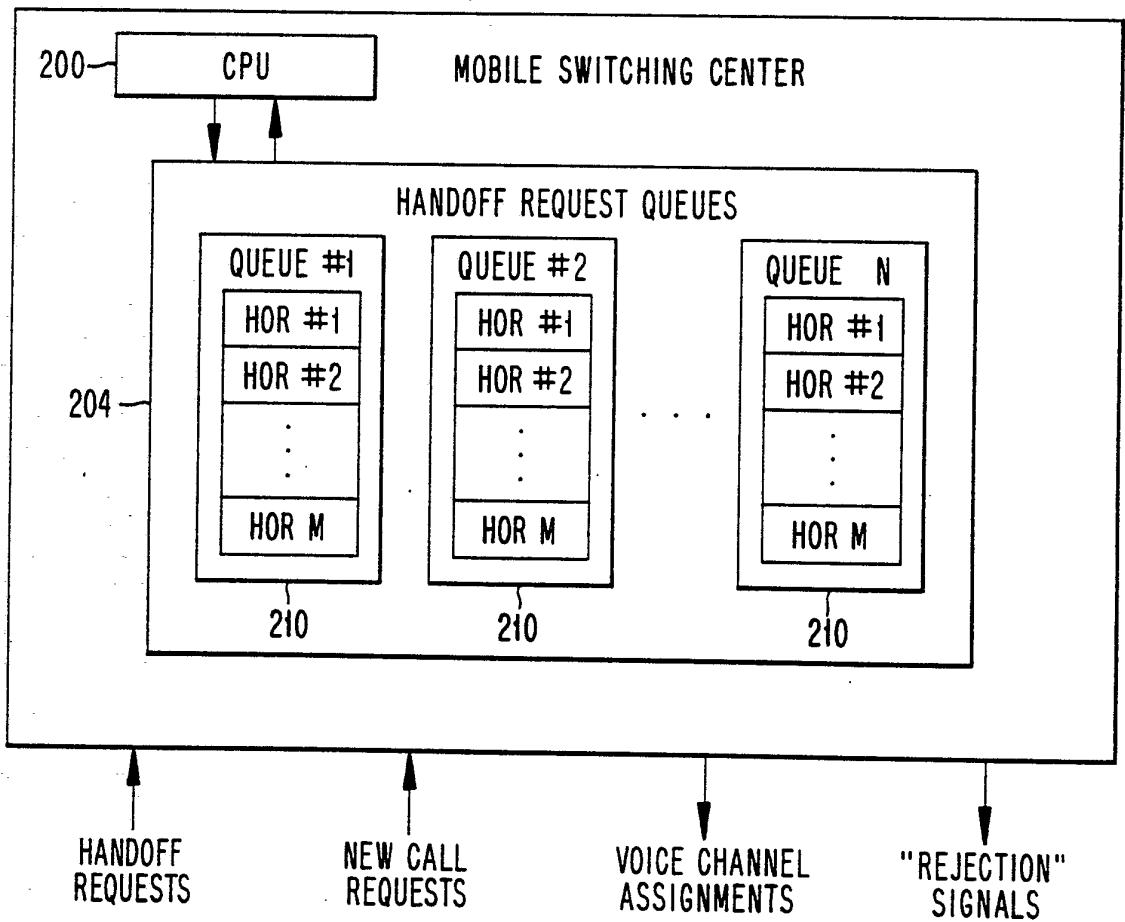 200
CPU
MOBILE SWITCHING CENTER
HANDOFF REQUEST QUEUES
QUEUE #1
HOR #1
HOR #2
HOR M
210
QUEUE #2
HOR #1
HOR #2
HOR M
210
. . .
QUEUE N
HOR #1
HOR #2
HOR M
210
204
HANDOFF
REQUESTS
NEW CALL
REQUESTS
VOICE CHANNEL
ASSIGNMENTS
"REJECTION"
SIGNALS